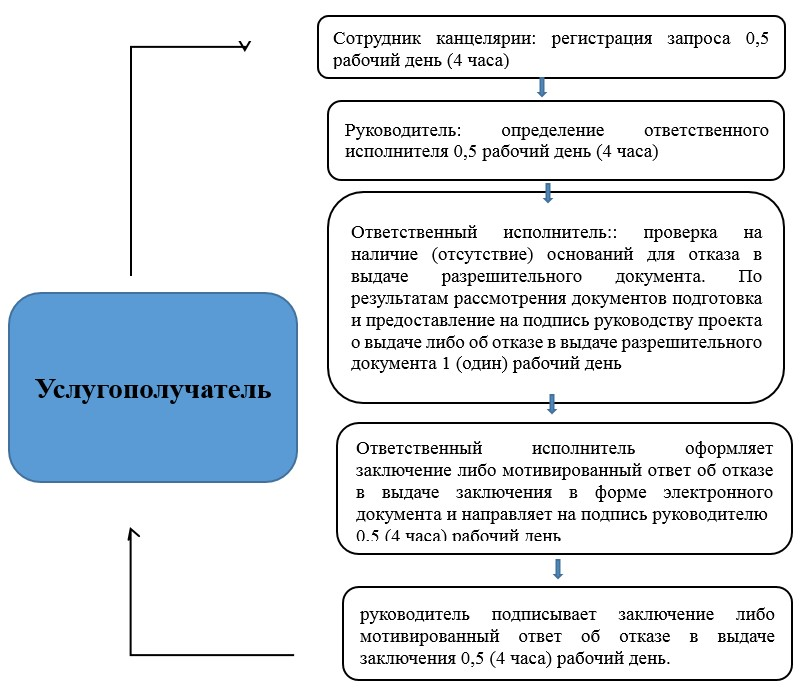 Сотрудник канцелярии: регистрация запроса 0,5
рабочий день (4 часа)
Руководитель: определение ответственного
исполнителя 0,5 рабочий день (4 часа)
Ответственный исполнитель:: проверка на
наличие (отсутствие) оснований для отказа в
выдаче разрешительного документа. По
результатам рассмотрения документов подготовка
и предоставление на подпись руководству проекта
о выдаче либо об отказе в выдаче разрешительного
документа 1 (один) рабочий день
Услугополучатель
Ответственный исполнитель оформляет
заключение либо мотивированный ответ об отказе
в выдаче заключения в форме электронного
документа и направляет на подпись руководителю
0,5 (4 часа) рабочий день
руководитель подписывает заключение либо
мотивированный ответ об отказе в выдаче
заключения 0,5 (4 часа) рабочий день.